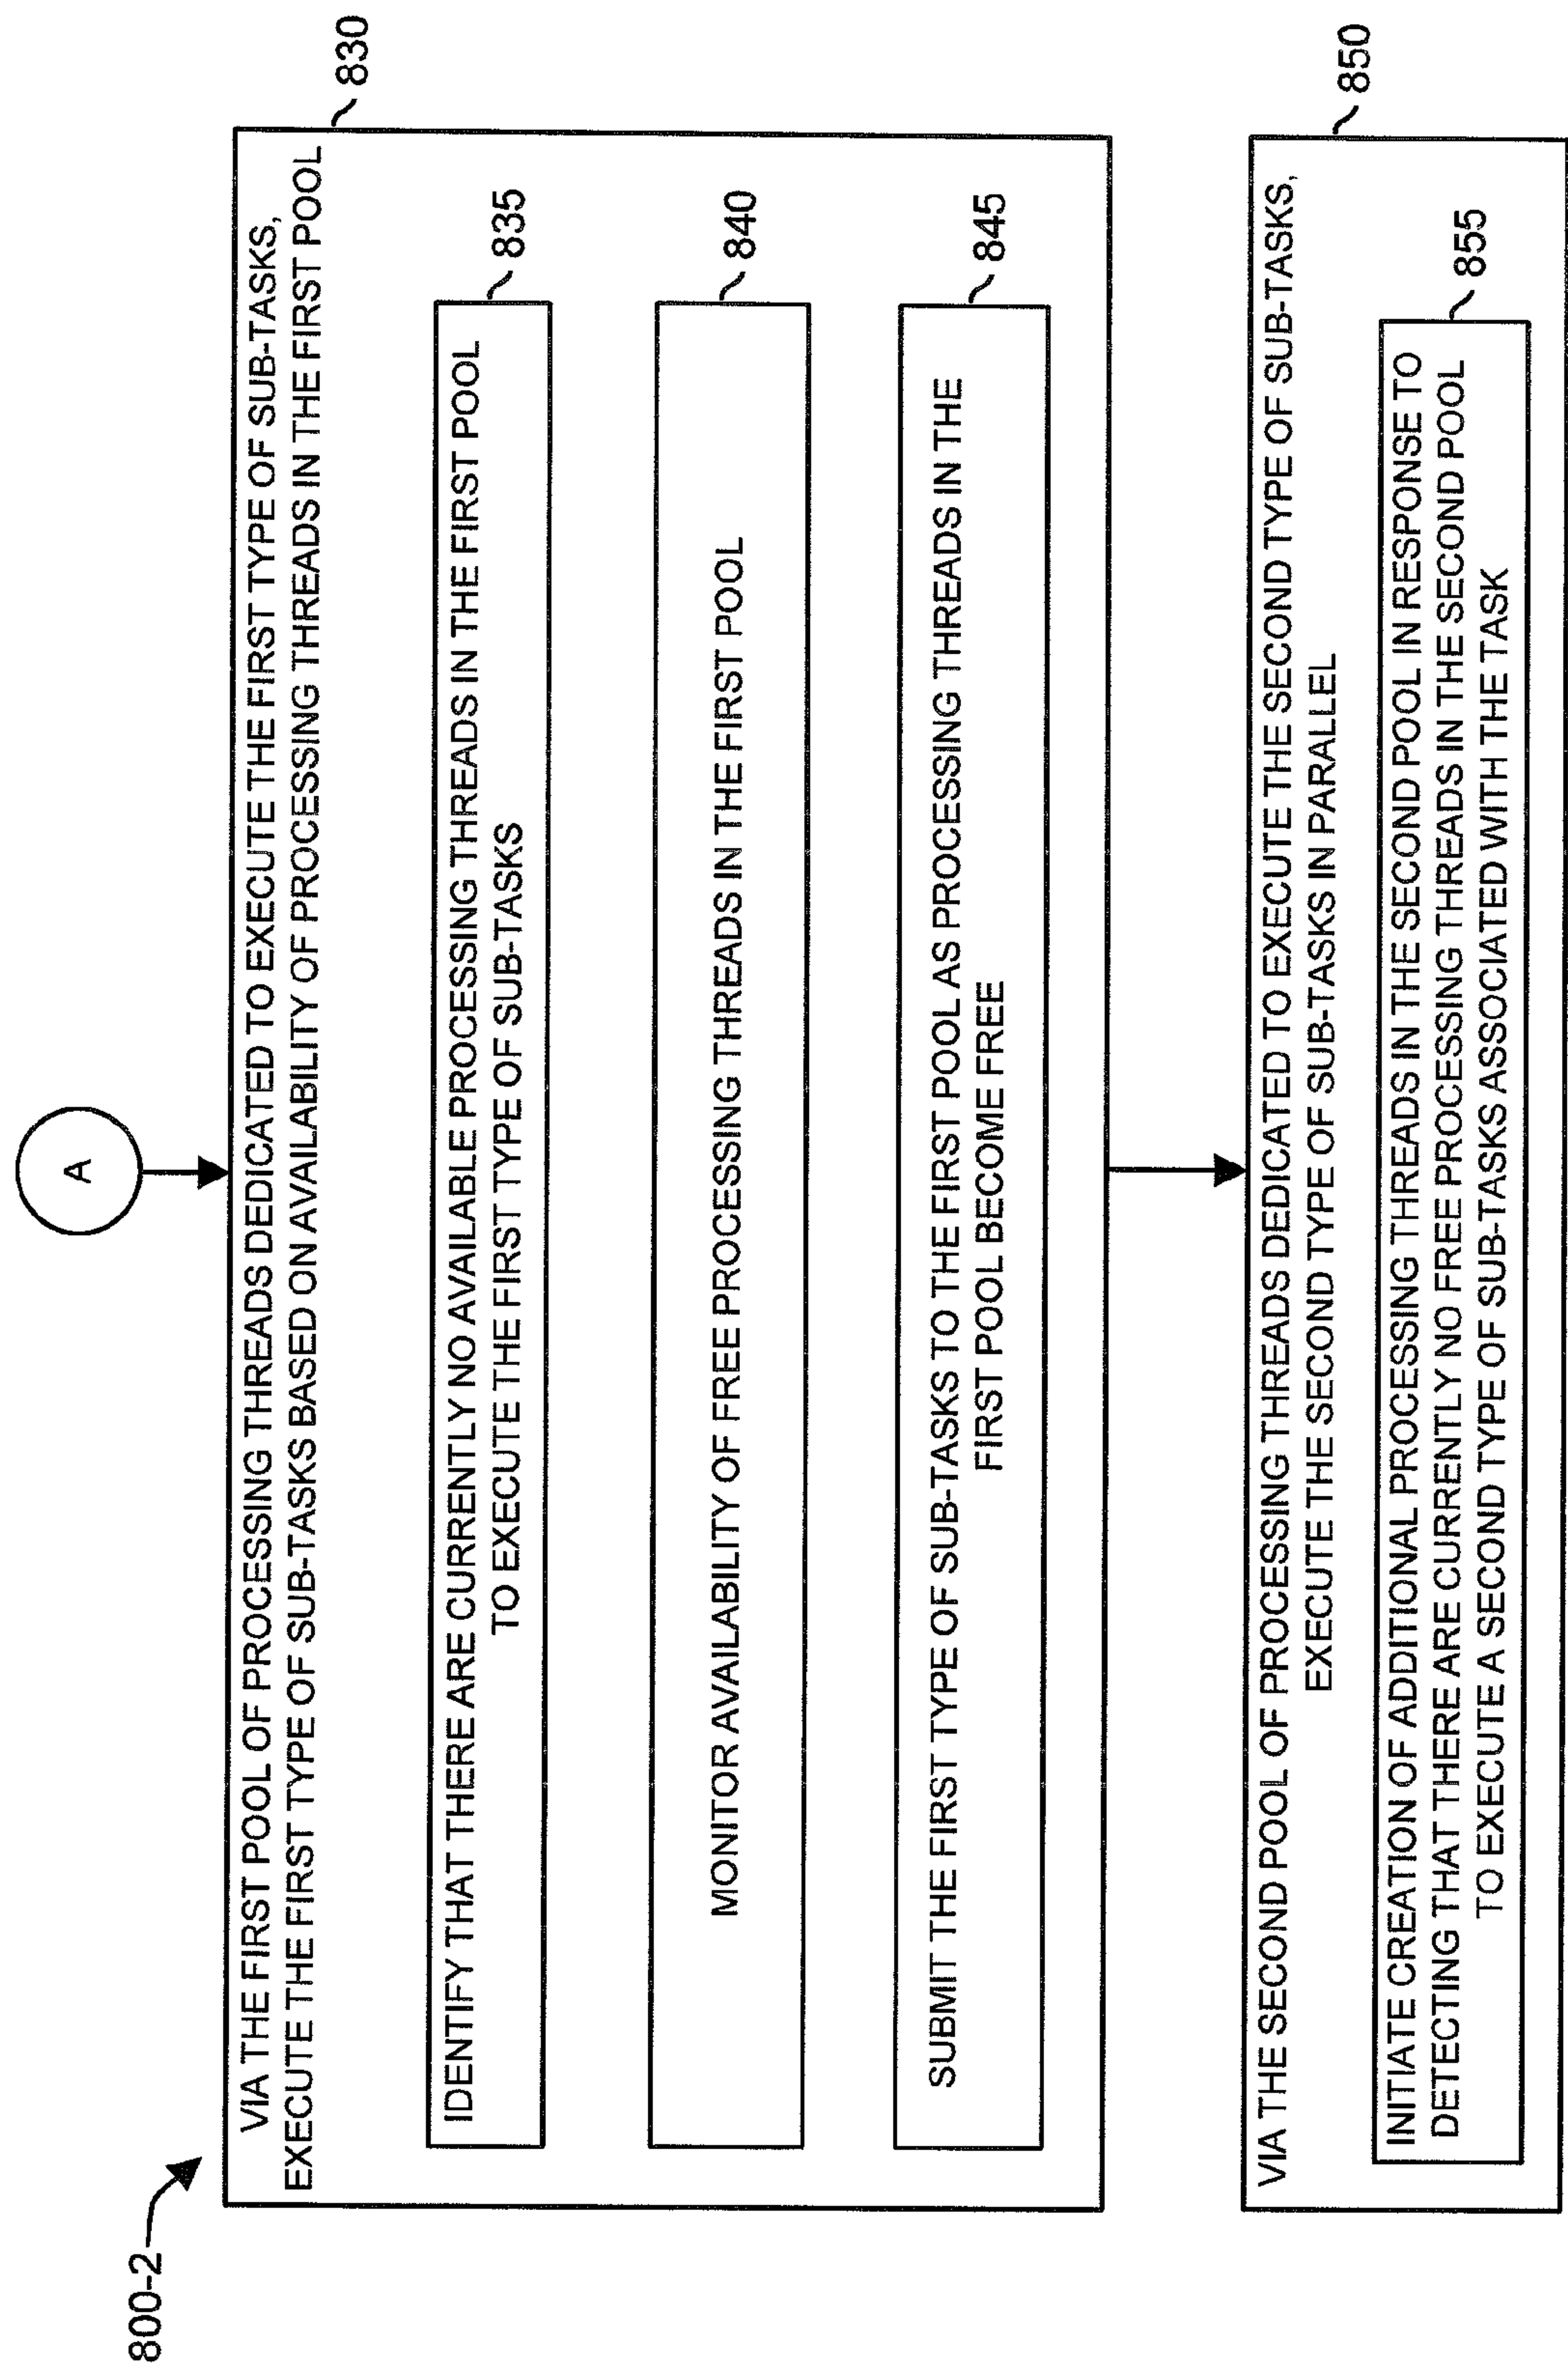 800-2
A
830
VIA THE FIRST POOL OF PROCESSING THREADS DEDICATED TO EXECUTE THE FIRST TYPE OF SUB-TASKS,
EXECUTE THE FIRST TYPE OF SUB-TASKS BASED ON AVAILABILITY OF PROCESSING THREADS IN THE FIRST POOL
835
IDENTIFY THAT THERE ARE CURRENTLY NO AVAILABLE PROCESSING THREADS IN THE FIRST POOL
TO EXECUTE THE FIRST TYPE OF SUB-TASKS
840
MONITOR AVAILABILITY OF FREE PROCESSING THREADS IN THE FIRST POOL
845
SUBMIT THE FIRST TYPE OF SUB-TASKS TO THE FIRST POOL AS PROCESSING THREADS IN THE
FIRST POOL BECOME FREE
850
VIA THE SECOND POOL OF PROCESSING THREADS DEDICATED TO EXECUTE THE SECOND TYPE OF SUB-TASKS,
EXECUTE THE SECOND TYPE OF SUB-TASKS IN PARALLEL
855
INITIATE CREATION OF ADDITIONAL PROCESSING THREADS IN THE SECOND POOL IN RESPONSE TO
DETECTING THAT THERE ARE CURRENTLY NO FREE PROCESSING THREADS IN THE SECOND POOL
TO EXECUTE A SECOND TYPE OF SUB-TASKS ASSOCIATED WITH THE TASK